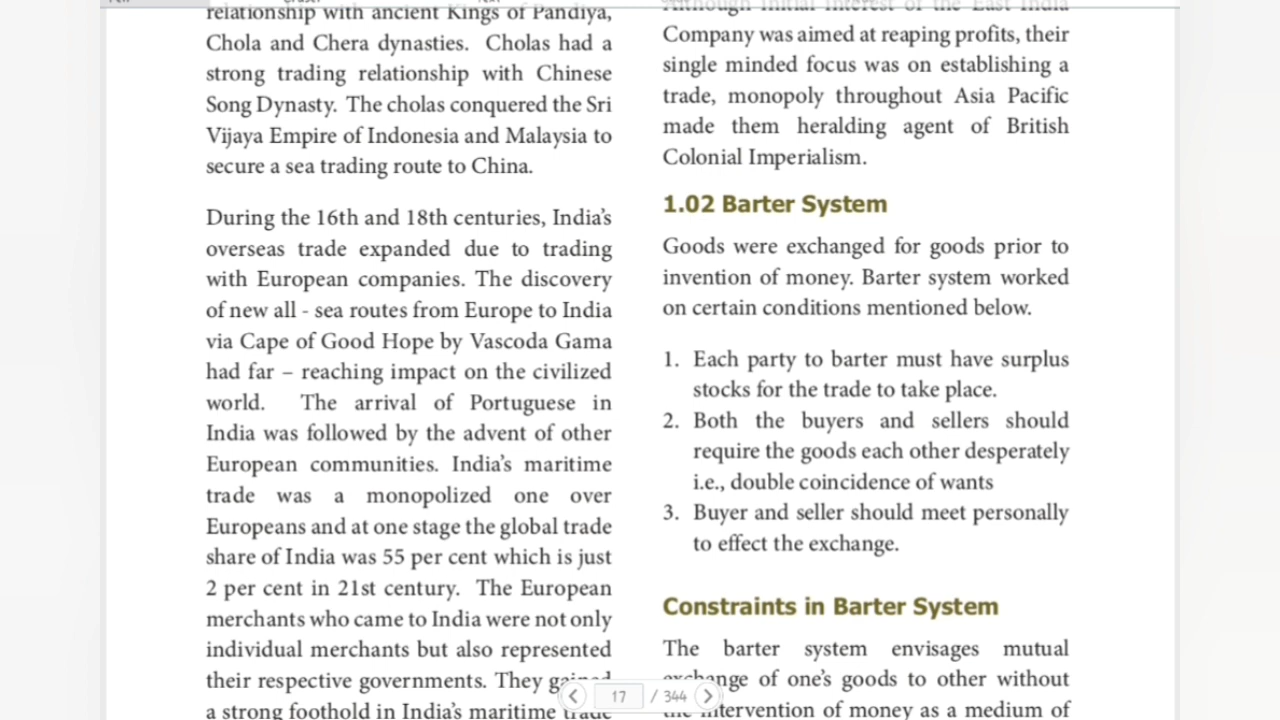 relationship with ancient Kings of Pandiya,
Chola and Chera dynasties. Cholas had a
strong trading relationship with Chinese
Song Dynasty. The cholas conquered the Sri
Vijaya Empire of Indonesia and Malaysia to
secure a sea trading route to China.
During the 16th and 18th centuries, India's
overseas trade expanded due to trading
with European companies. The discovery
of new all - sea routes from Europe to India
via Cape of Good Hope by Vascoda Gama
had far – reaching impact on the civilized
world. The arrival of Portuguese in
India was followed by the advent of other
European communities. India's maritime
trade was a monopolized one over
Europeans and at one stage the global trade
share of India was 55 per cent which is just
2 per cent in 21st century. The European
merchants who came to India were not only
individual merchants but also represented
their respective governments. They gained
a strong foothold in India's maritime trade
Although initial interest of the East India
Company was aimed at reaping profits, their
single minded focus was on establishing a
trade, monopoly throughout Asia Pacific
made them heralding agent of British
Colonial Imperialism.
1.02 Barter System
Goods were exchanged for goods prior to
invention of money. Barter system worked
on certain conditions mentioned below.
1. Each party to barter must have surplus
stocks for the trade to take place.
2. Both the buyers and sellers should
require the goods each other desperately
i.e., double coincidence of wants
3. Buyer and seller should meet personally
to effect the exchange.
Constraints in Barter System
The barter system envisages mutual
exchange of one's goods to other without
the intervention of money as a medium of
17 / 344